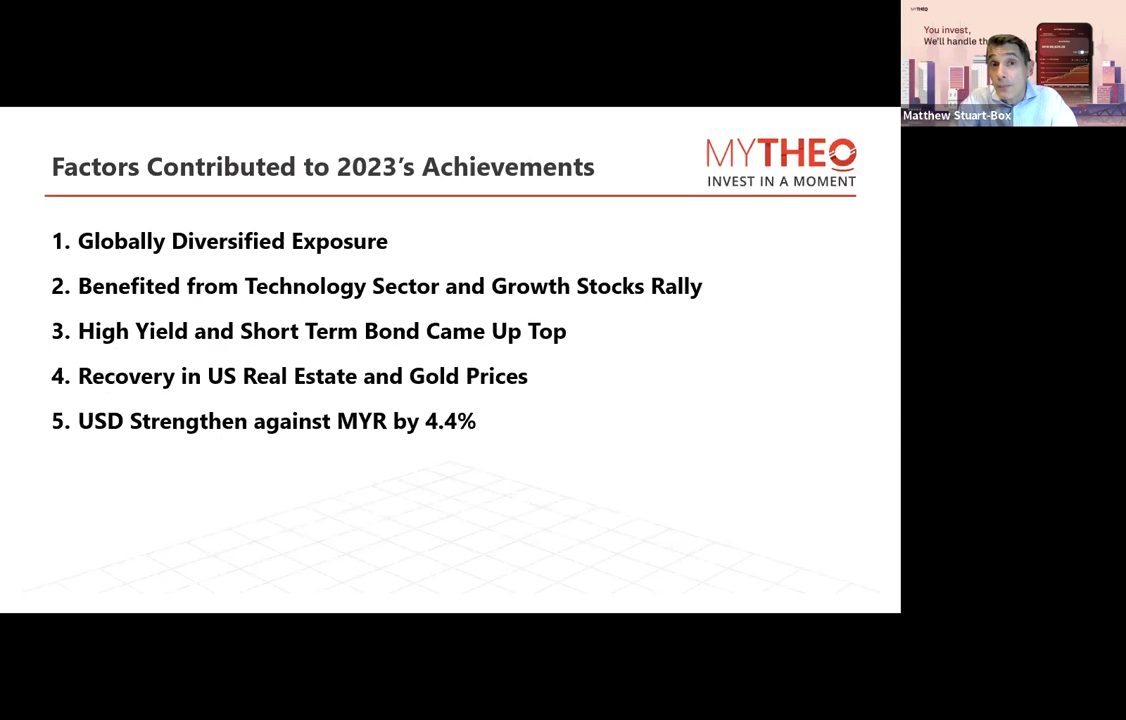 Factors Contributed to 2023’s Achievements
MYTHEO
INVEST IN A MOMENT
1. Globally Diversified Exposure
2. Benefited from Technology Sector and Growth Stocks Rally
3. High Yield and Short Term Bond Came Up Top
4. Recovery in US Real Estate and Gold Prices
5. USD Strengthen against MYR by 4.4%
MYTHEO
You invest,
We'll handle th
Matthew Stuart-Box